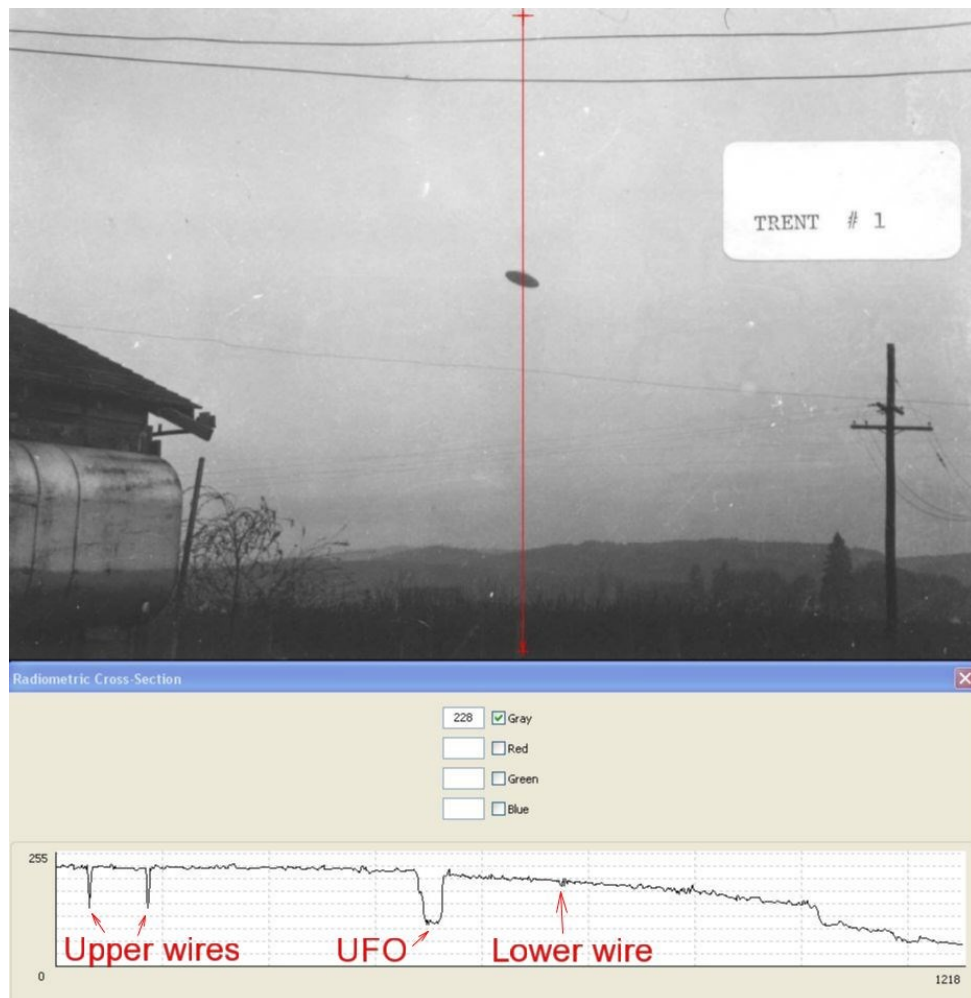 TRENT # 1
Radiometric Cross-Section
228 Gray
Red
Green
Blue
255
Upper wires
UFO
Lower wire
0
1218